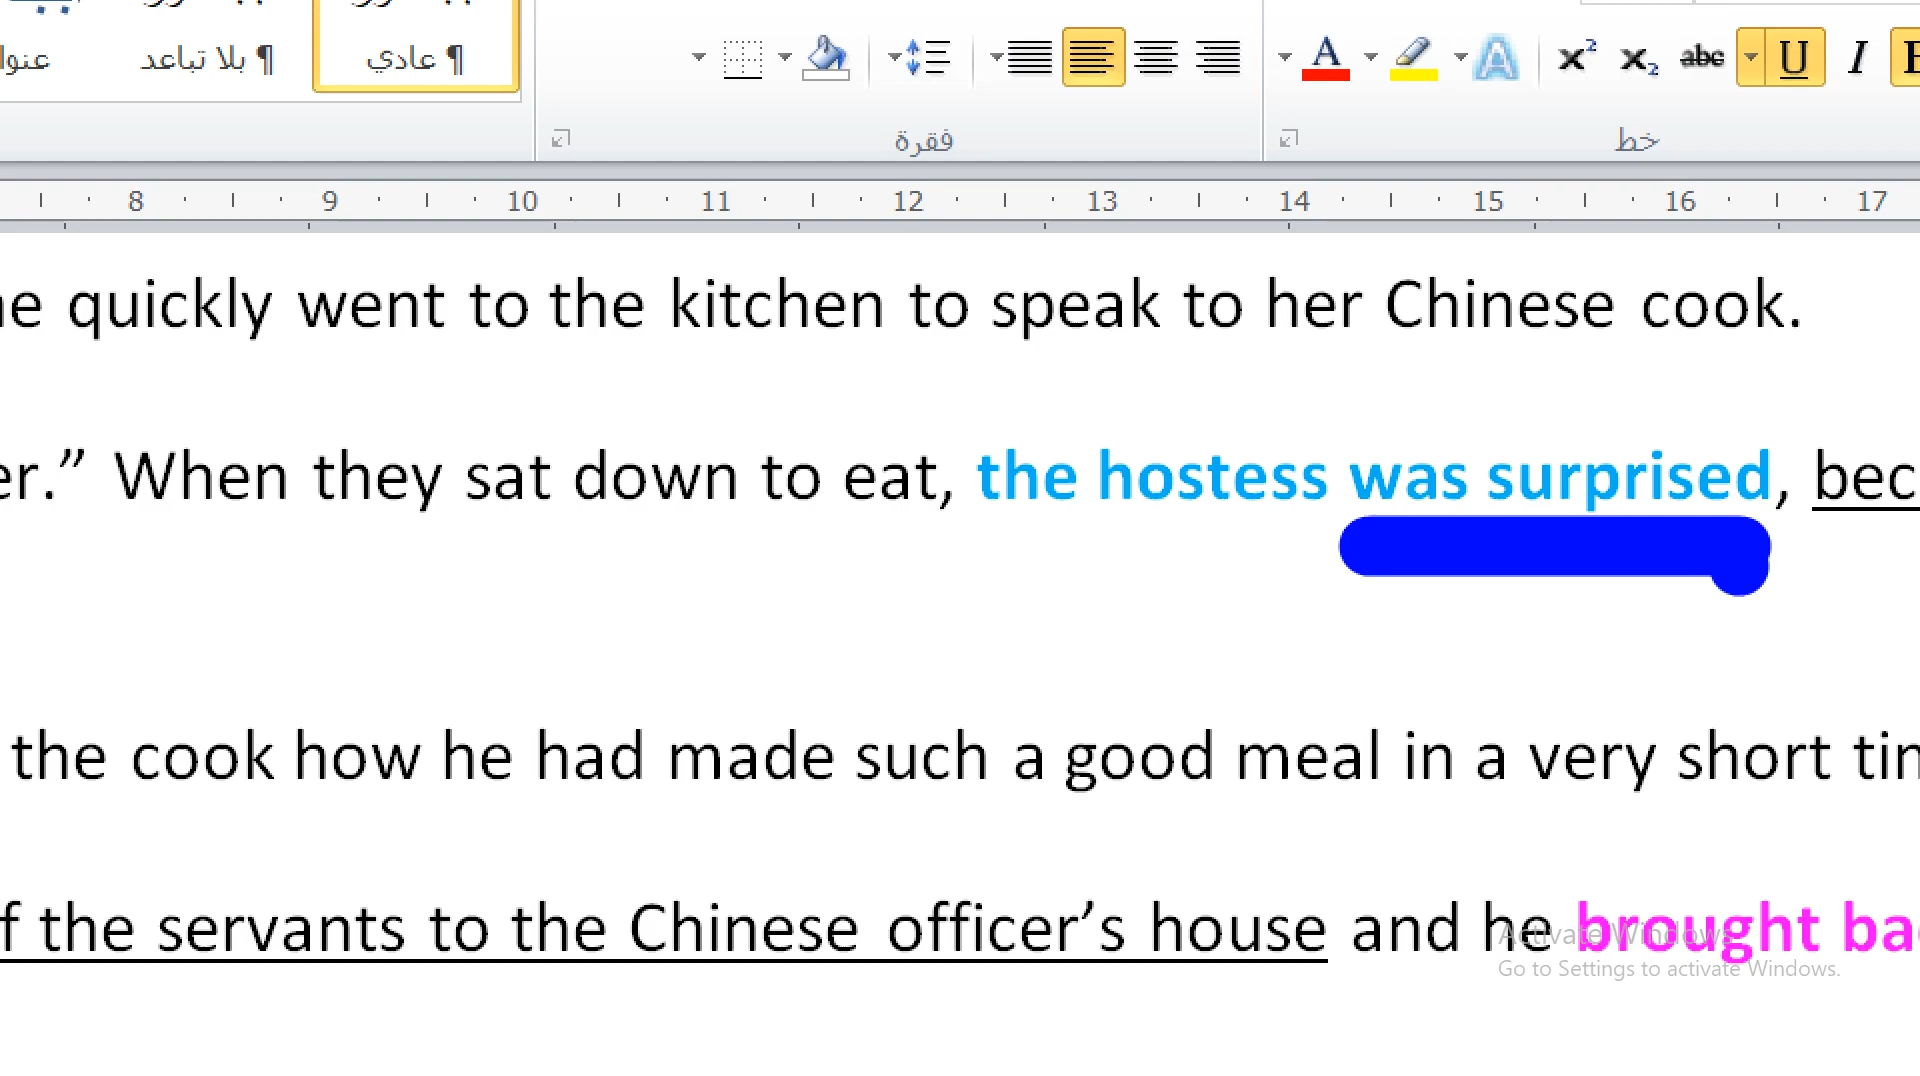 عادي ¶
بلا تباعد ¶
A A x² x₂ abc U I
فقرة
خط
8 9 10 11 12 13 14 15 16 17
quickly went to the kitchen to speak to her Chinese cook.
er.” When they sat down to eat, the hostess was surprised, bec
the cook how he had made such a good meal in a very short
f the servants to the Chinese officer’s house and he brought ba
Activate Windows
Go to Settings to activate Windows.